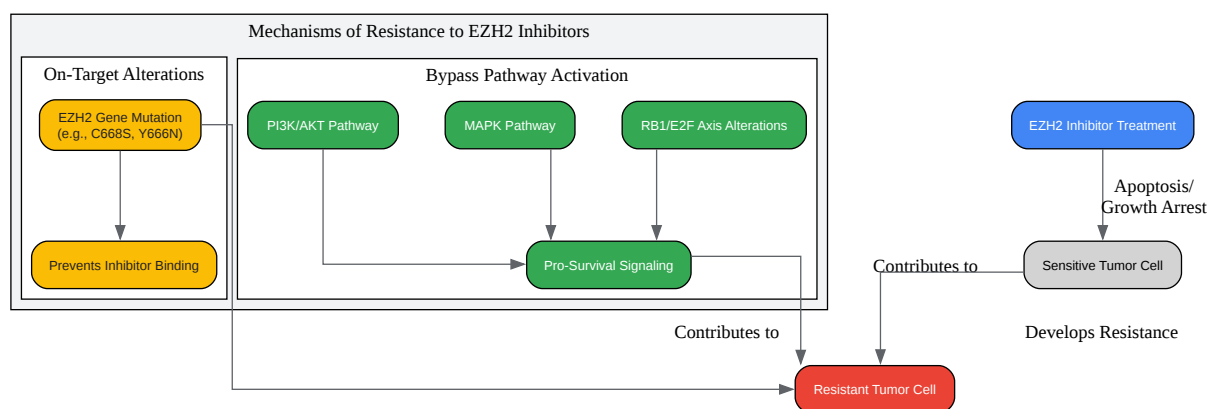 Mechanisms of Resistance to EZH2 Inhibitors
On-Target Alterations
Bypass Pathway Activation
EZH2 Gene Mutation
(e.g., C668S, Y666N)
PI3K/AKT Pathway
MAPK Pathway
RB1/E2F Axis Alterations
EZH2 Inhibitor Treatment
Apoptosis/
Growth Arrest
Prevents Inhibitor Binding
Pro-Survival Signaling
Contributes to
Sensitive Tumor Cell
Contributes to
Develops Resistance
Resistant Tumor Cell